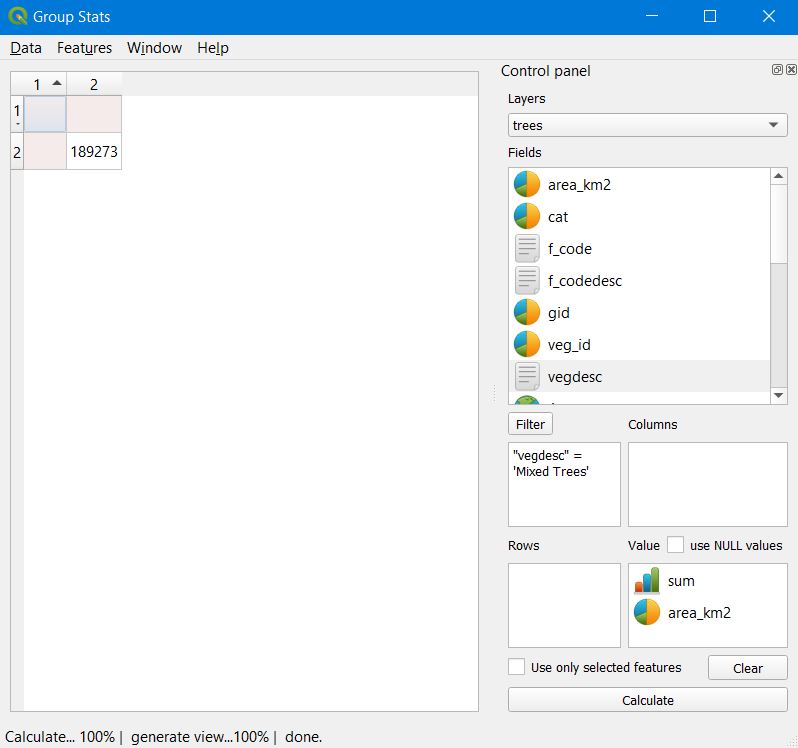 Group Stats
Data Features Window Help
1 2
1
2 189273
Control panel
Layers
trees
Fields
area_km2
cat
f_code
f_codedesc
gid
veg_id
vegdesc
Filter Columns
"vegdesc" =
'Mixed Trees'
Rows Value use NULL values
sum
area_km2
Use only selected features Clear
Calculate
Calculate... 100% | generate view...100% | done.